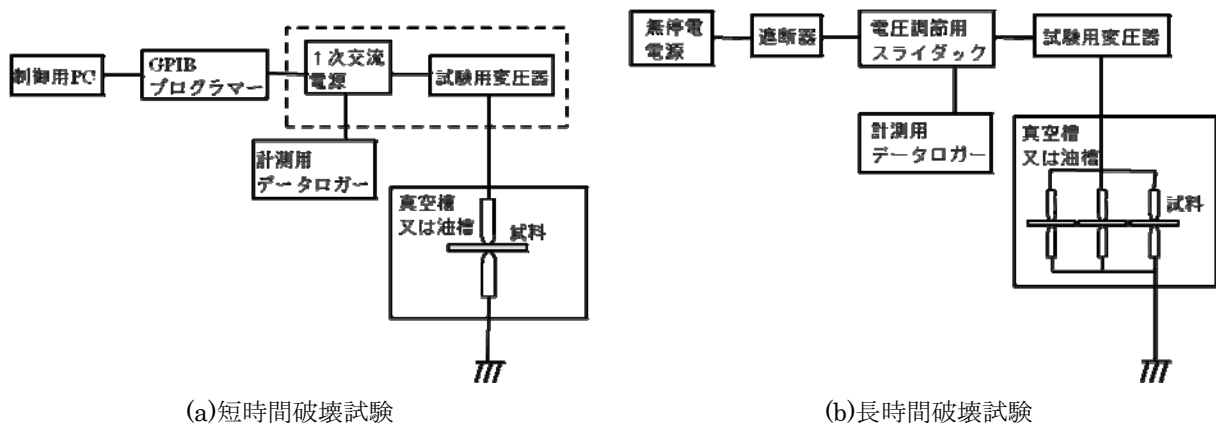 制御用PC
GPIB
プログラマー
1次交流
電源
試験用変圧器
計測用
データロガー
真空槽
又は油槽
試料
(a)短時間破壊試験
無停電
電源
遮断器
電圧調節用
スライダック
試験用変圧器
計測用
データロガー
真空槽
又は油槽
試料
(b)長時間破壊試験